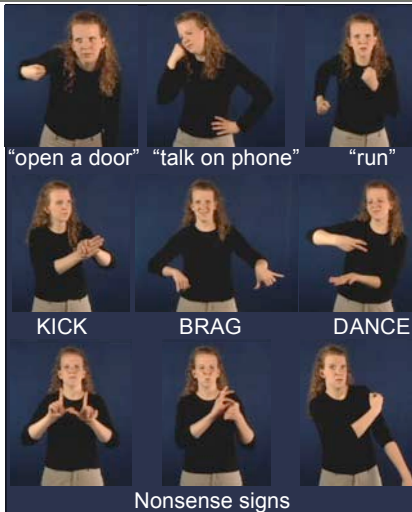 “open a door” “talk on phone” “run”
KICK BRAG DANCE
Nonsense signs